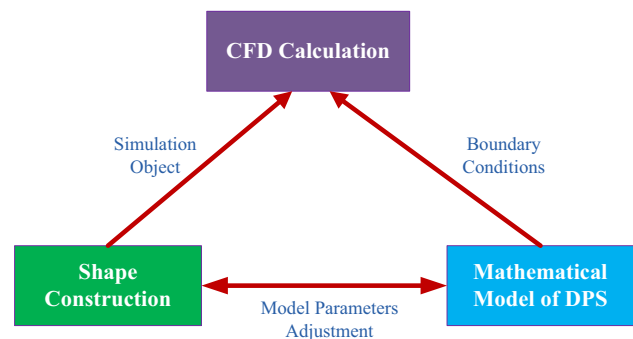 CFD Calculation
Simulation
Object
Boundary
Conditions
Shape
Construction
Mathematical
Model of DPS
Model Parameters
Adjustment